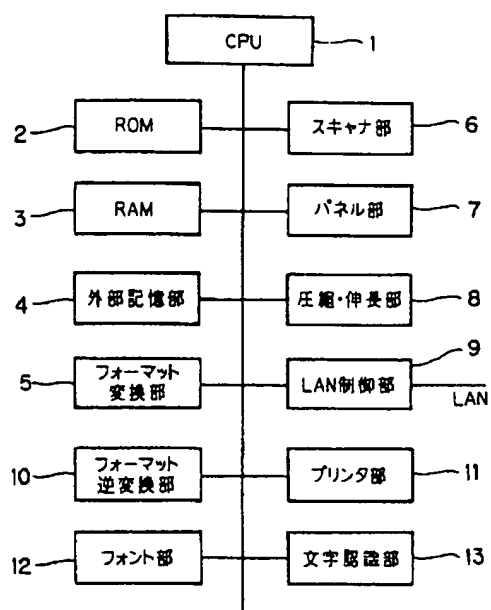 CPU
1
2
ROM
スキャナ部
6
3
RAM
パネル部
7
4
外部記憶部
圧縮・伸長部
8
5
フォーマット
変換部
LAN制御部
9
LAN
10
フォーマット
逆変換部
プリンタ部
11
12
フォント部
文字認識部
13